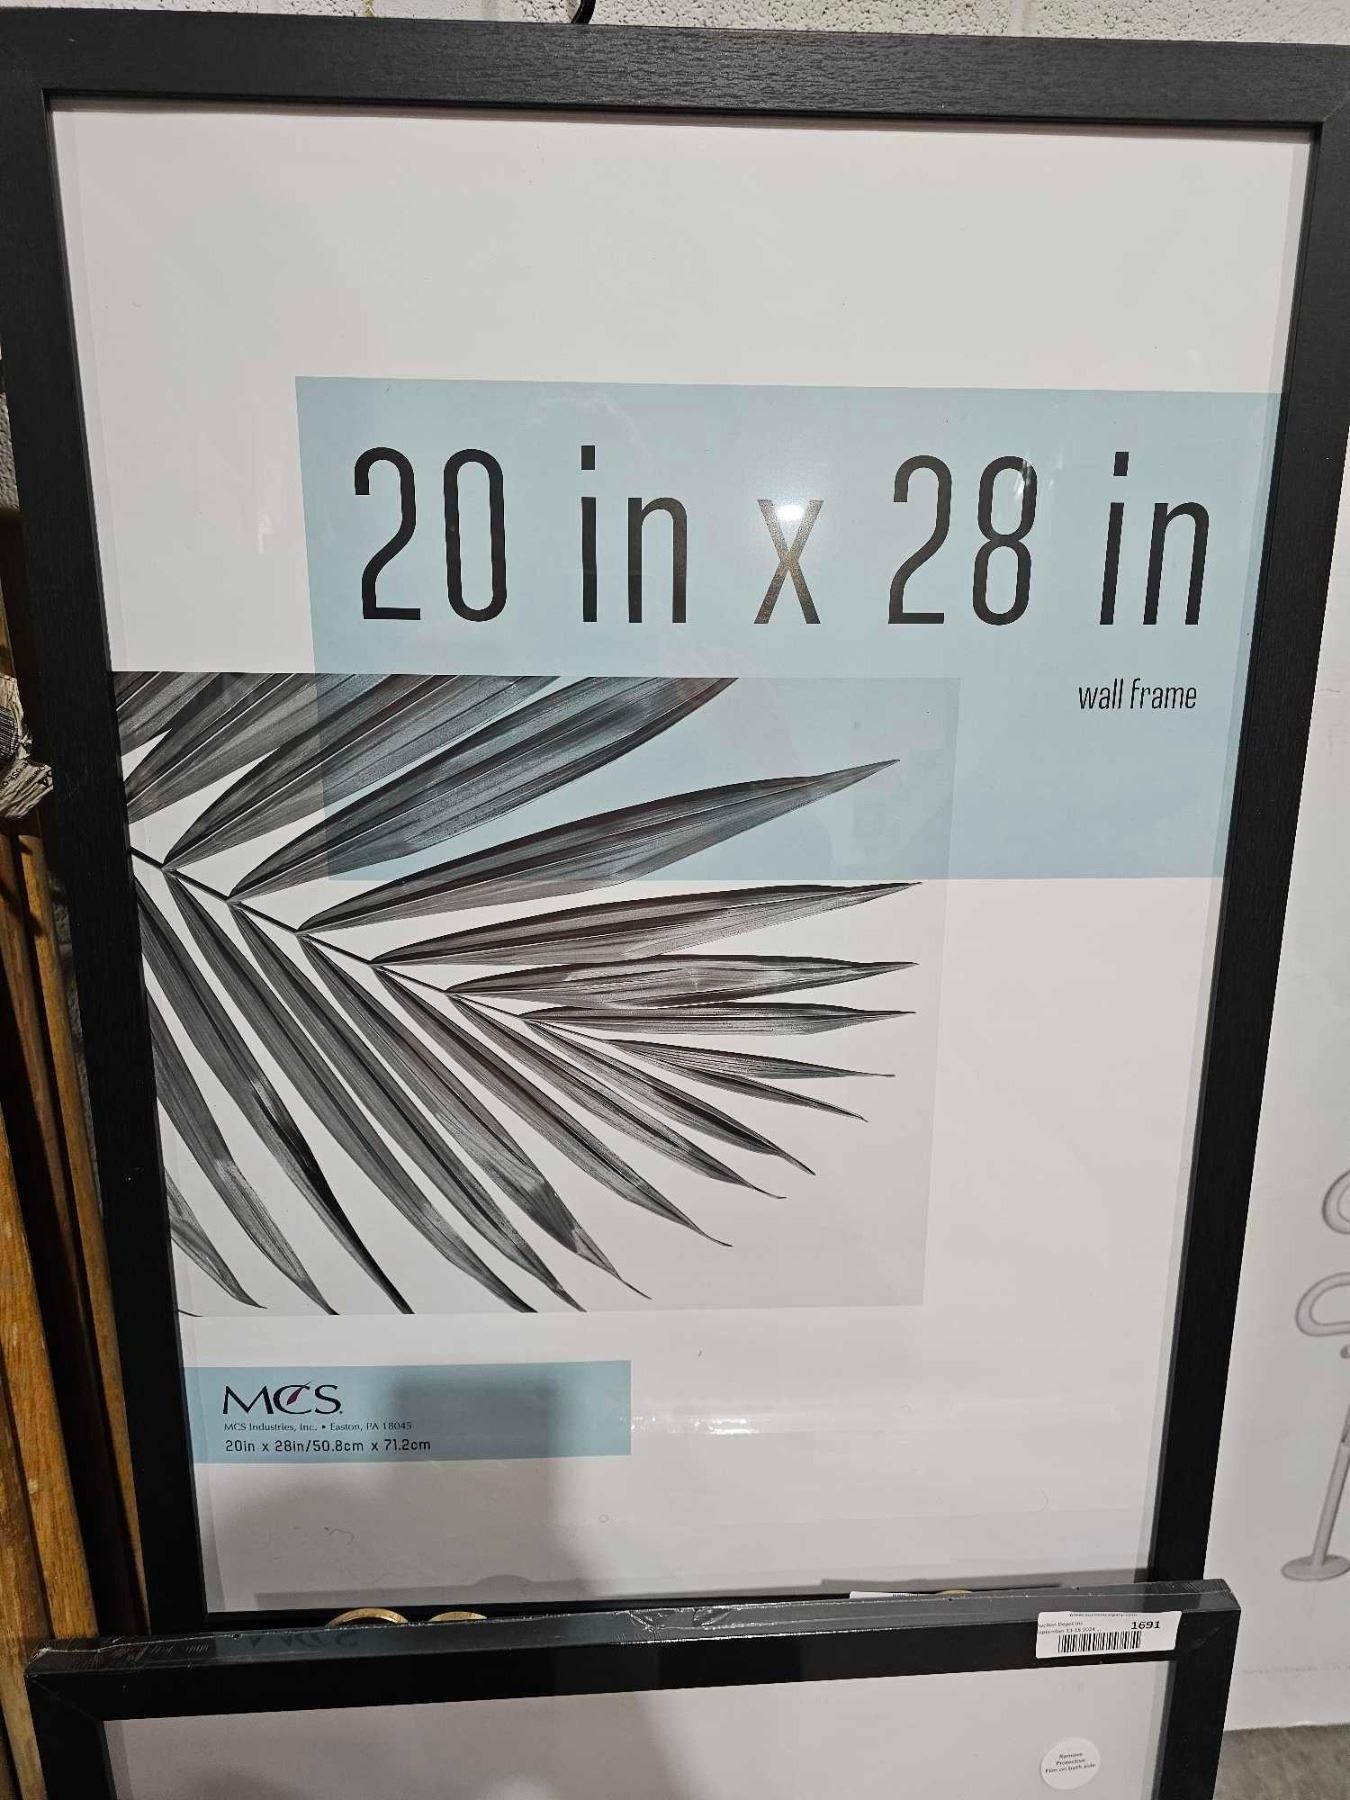 20 in x 28 in
wall frame
MCS
MCS Industries, Inc. • Easton, PA 18045
20in x 28in/50.8cm x 71.2cm
1691
Remove
Protective
Film on both side